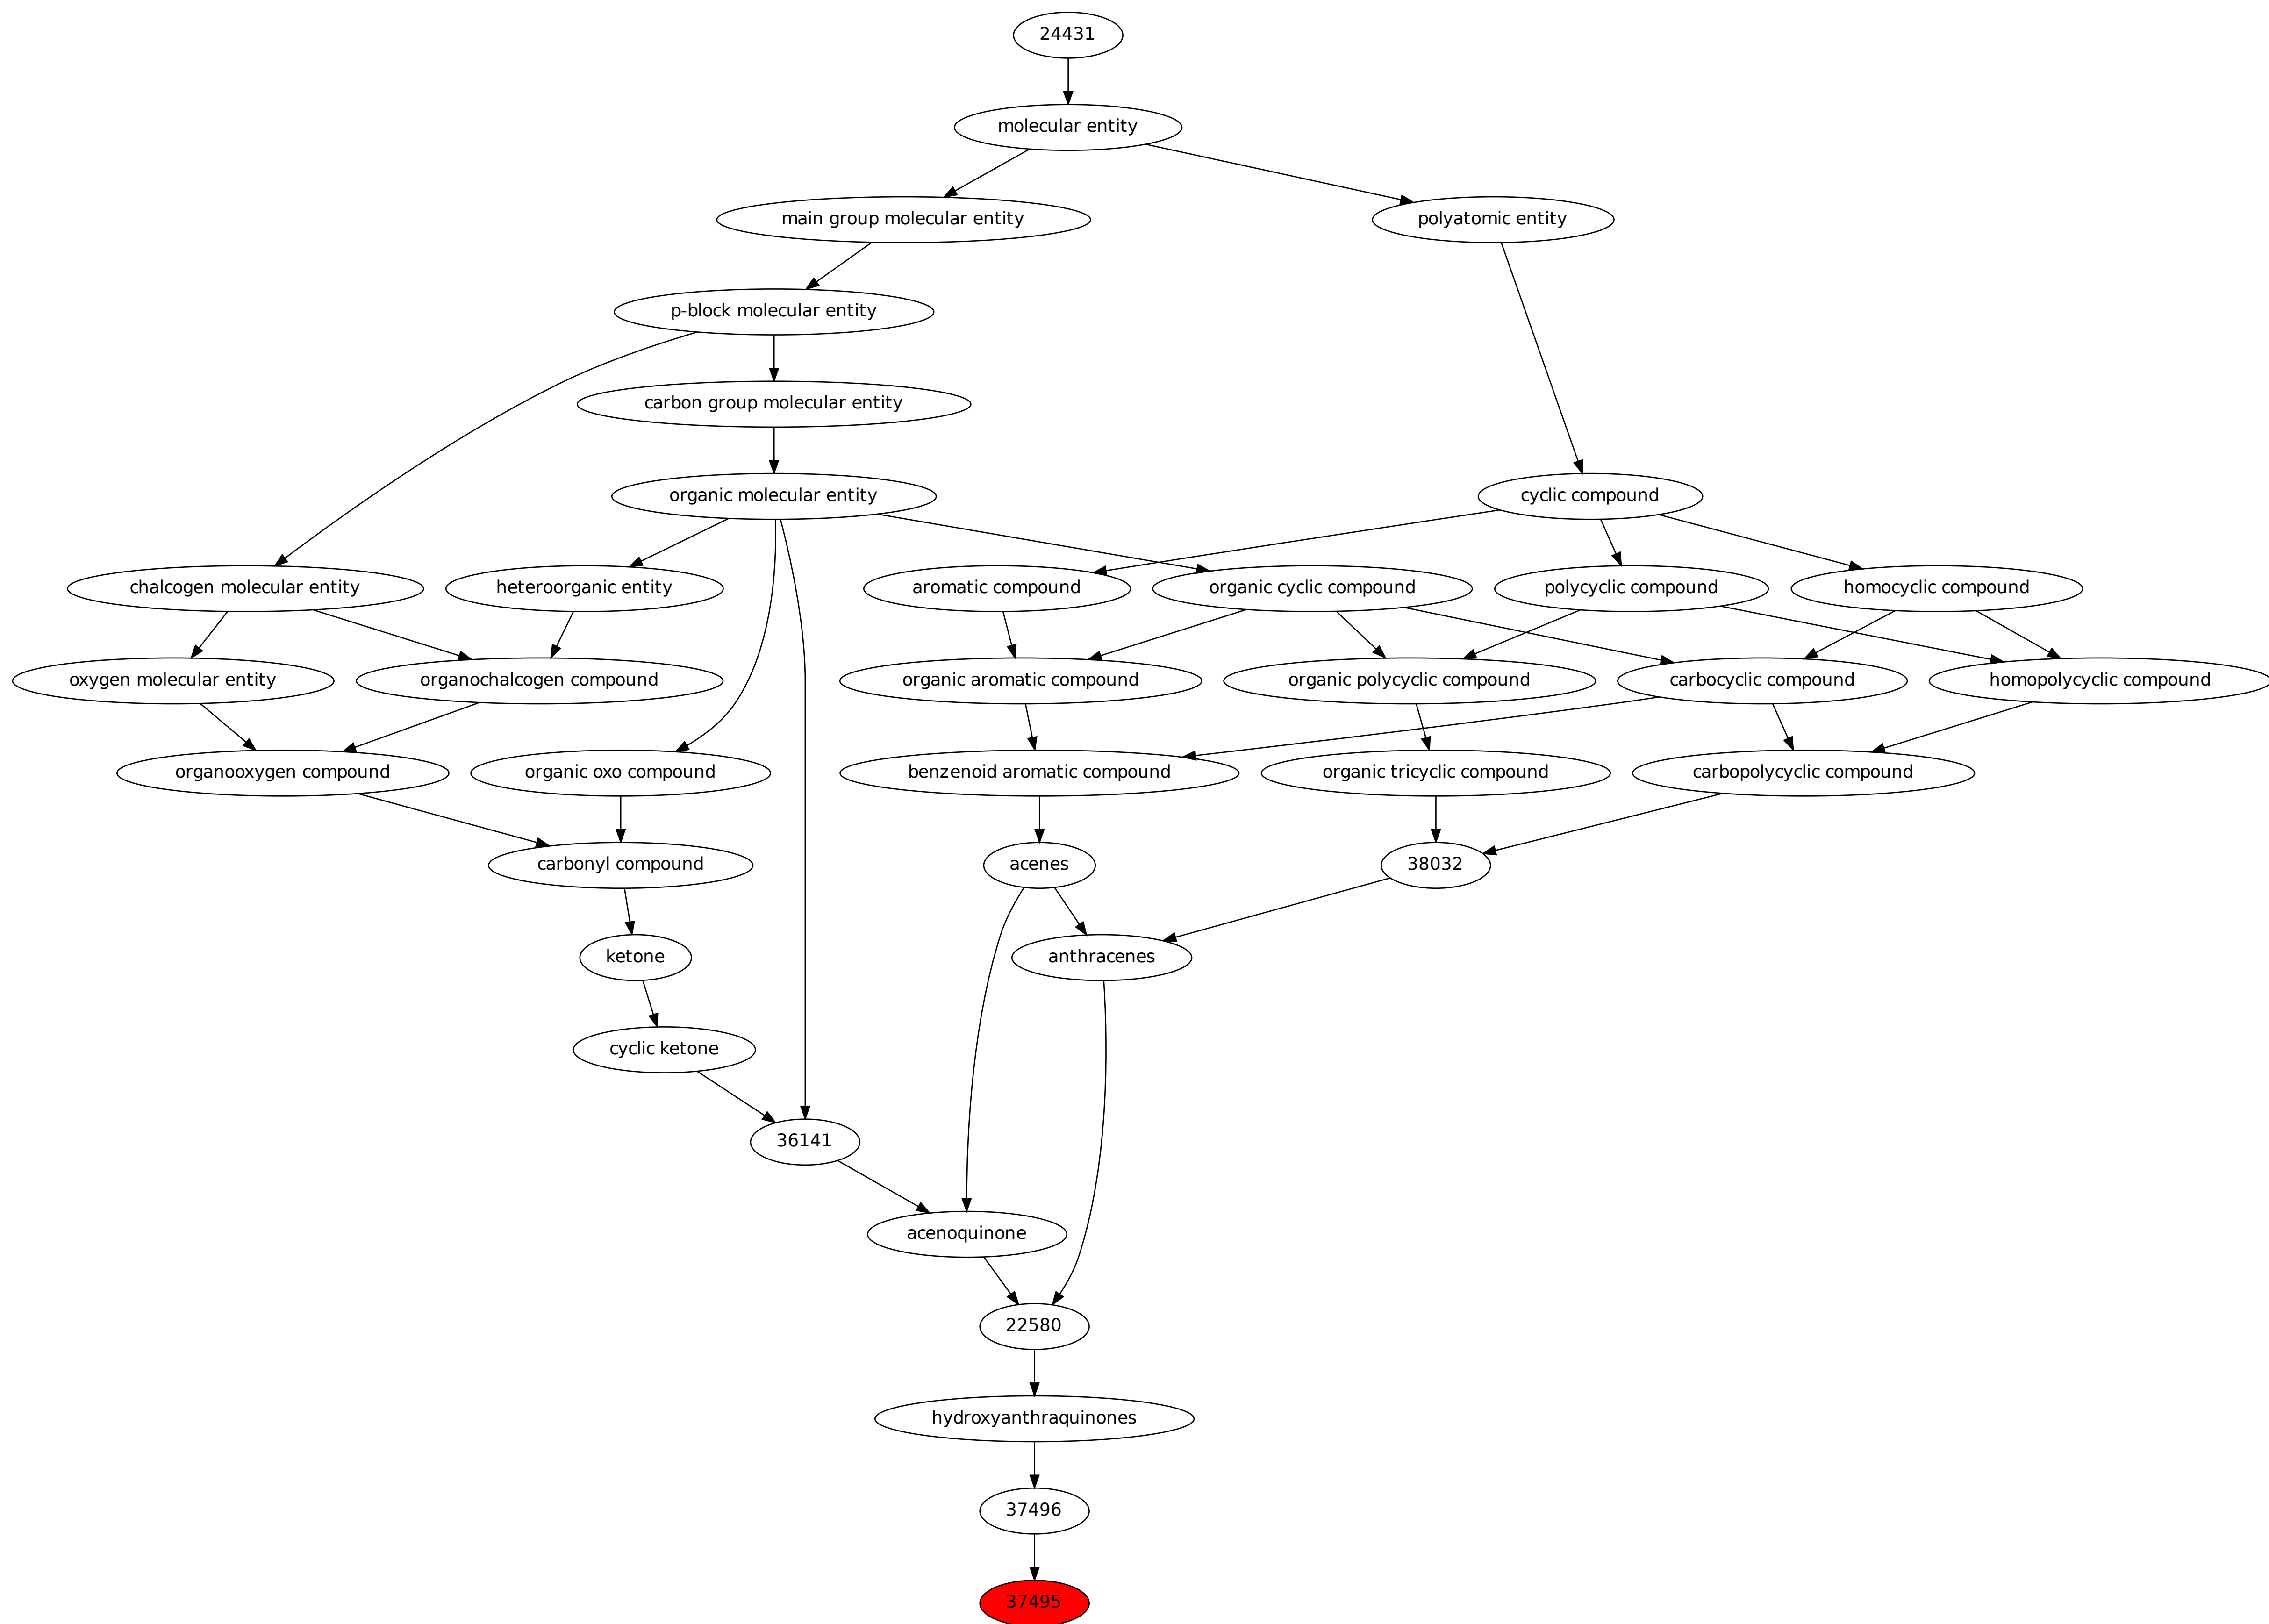 24431
molecular entity
main group molecular entity
polyatomic entity
p-block molecular entity
carbon group molecular entity
organic molecular entity
cyclic compound
chalcogen molecular entity
heteroorganic entity
aromatic compound
organic cyclic compound
polycyclic compound
homocyclic compound
oxygen molecular entity
organochalcogen compound
organic aromatic compound
organic polycyclic compound
carbocyclic compound
homopolycyclic compound
organooxygen compound
organic oxo compound
benzenoid aromatic compound
organic tricyclic compound
carbopolycyclic compound
carbonyl compound
acenes
38032
ketone
anthracenes
cyclic ketone
36141
acenoquinone
22580
hydroxyanthraquinones
37496
37495